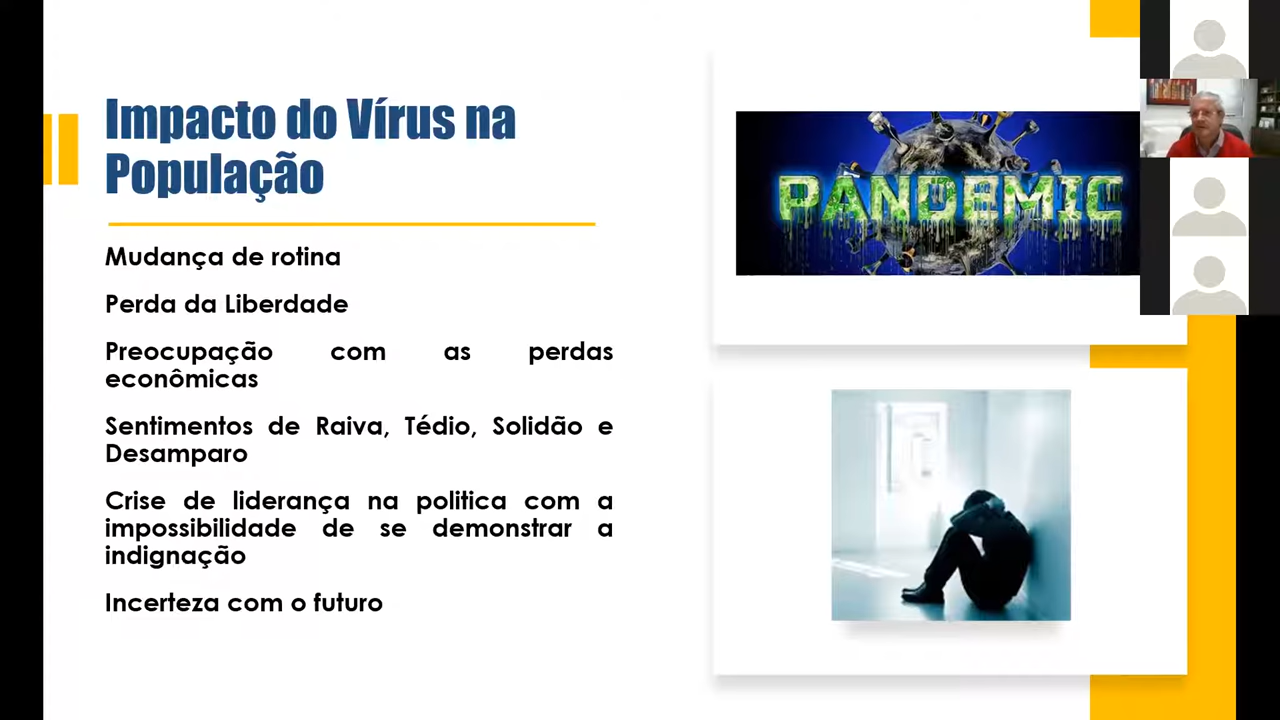 Impacto do Vírus na
População
Mudança de rotina
Perda da Liberdade
Preocupação com as perdas
econômicas
Sentimentos de Raiva, Tédio, Solidão e
Desamparo
Crise de liderança na politica com a
impossibilidade de se demonstrar a
indignação
Incerteza com o futuro
PANDEMIC